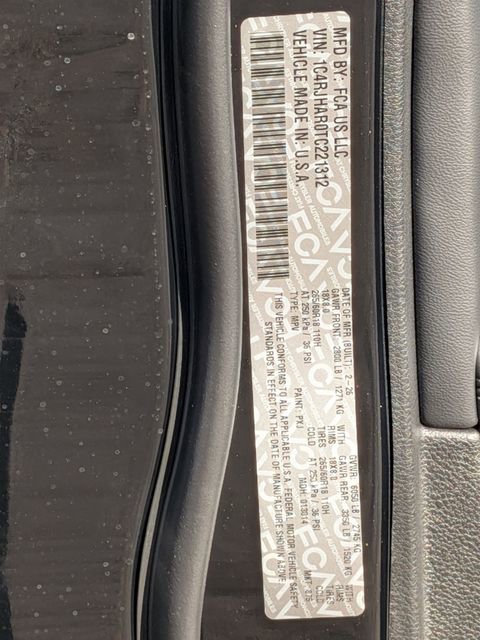 MFD BY: FCA US LLC.
DATE OF MFR (BUILT): 2-26
GVWR: 6050 LB / 2745 KG
GAWR FRONT: 2800 LB / 1271 KG WITH
GAWR REAR: 3350 LB / 1520 KG WITH
18X8.0 RIMS
18X8.0 RIMS
265/60R18 110H TIRES
265/60R18 110H TIRES
AT 250 kPa / 36 PSI COLD
AT 250 kPa / 36 PSI COLD
VIN: 1C4RJHAR0TC221312
TYPE: MPV
PAINT: PXJ
MDH: 013014
VEHICLE MADE IN: U.S.A.
THIS VEHICLE CONFORMS TO ALL APPLICABLE U.S.A. FEDERAL MOTOR VEHICLE SAFETY
STANDARDS IN EFFECT ON THE DATE OF MANUFACTURE SHOWN ABOVE
FCA